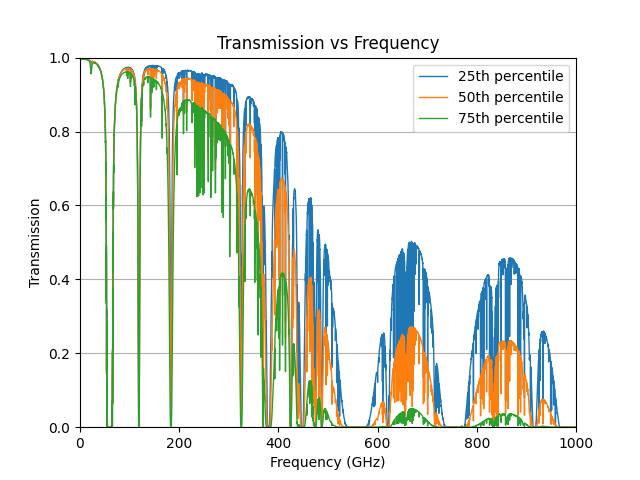 Transmission vs Frequency
25th percentile
50th percentile
75th percentile
1.0
0.8
0.6
0.4
0.2
0.0
Transmission
0
200
400
600
800
1000
Frequency (GHz)